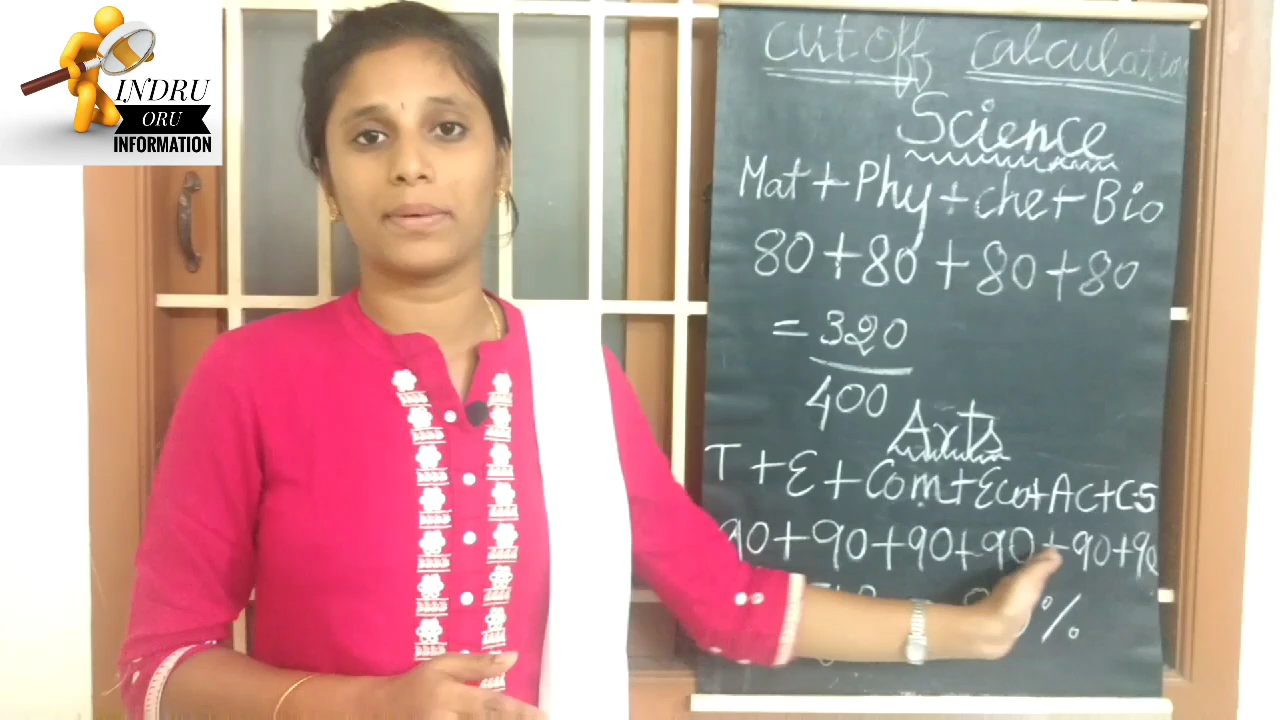 INDRU
ORU
INFORMATION
Cutoff Calculation
Science
Mat + Phy + che + Bio
80 + 80 + 80 + 80
= 320
400
Arts
T + E + Com + Eco + AC + C.S
90 + 90 + 90 + 90 + 90 + 90
%